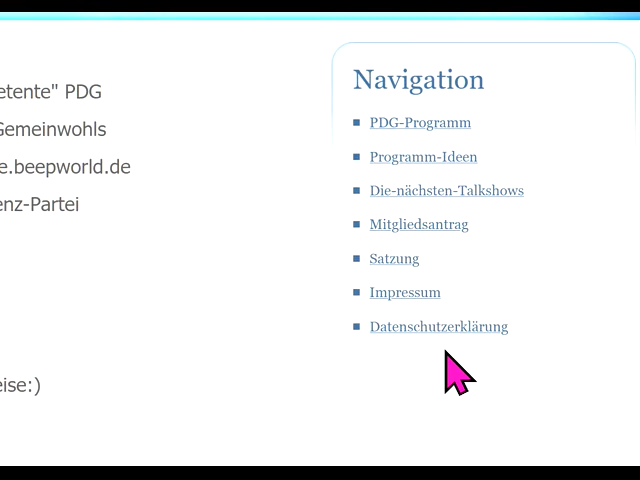 etente" PDG
Gemeinwohls
e.beepworld.de
enz-Partei
eise:)
Navigation
PDG-Programm
Programm-Ideen
Die-nächsten-Talkshows
Mitgliedsantrag
Satzung
Impressum
Datenschutzerklärung